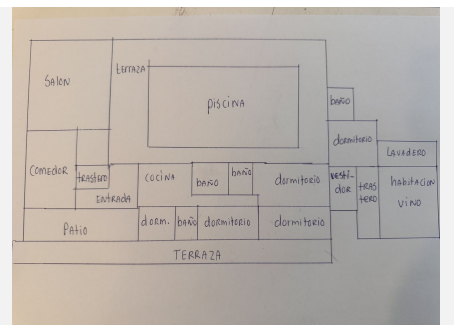 SALON
terraza
piscina
baño
dormitorio
LAVADERO
COMEDOR
trastero
COCINA
baño
baño
dormitorio
vesti-
dor
tras
tero
habitacion
vino
ENTRADA
Patio
dorm.
baño
dormitorio
dormitorio
TERRAZA